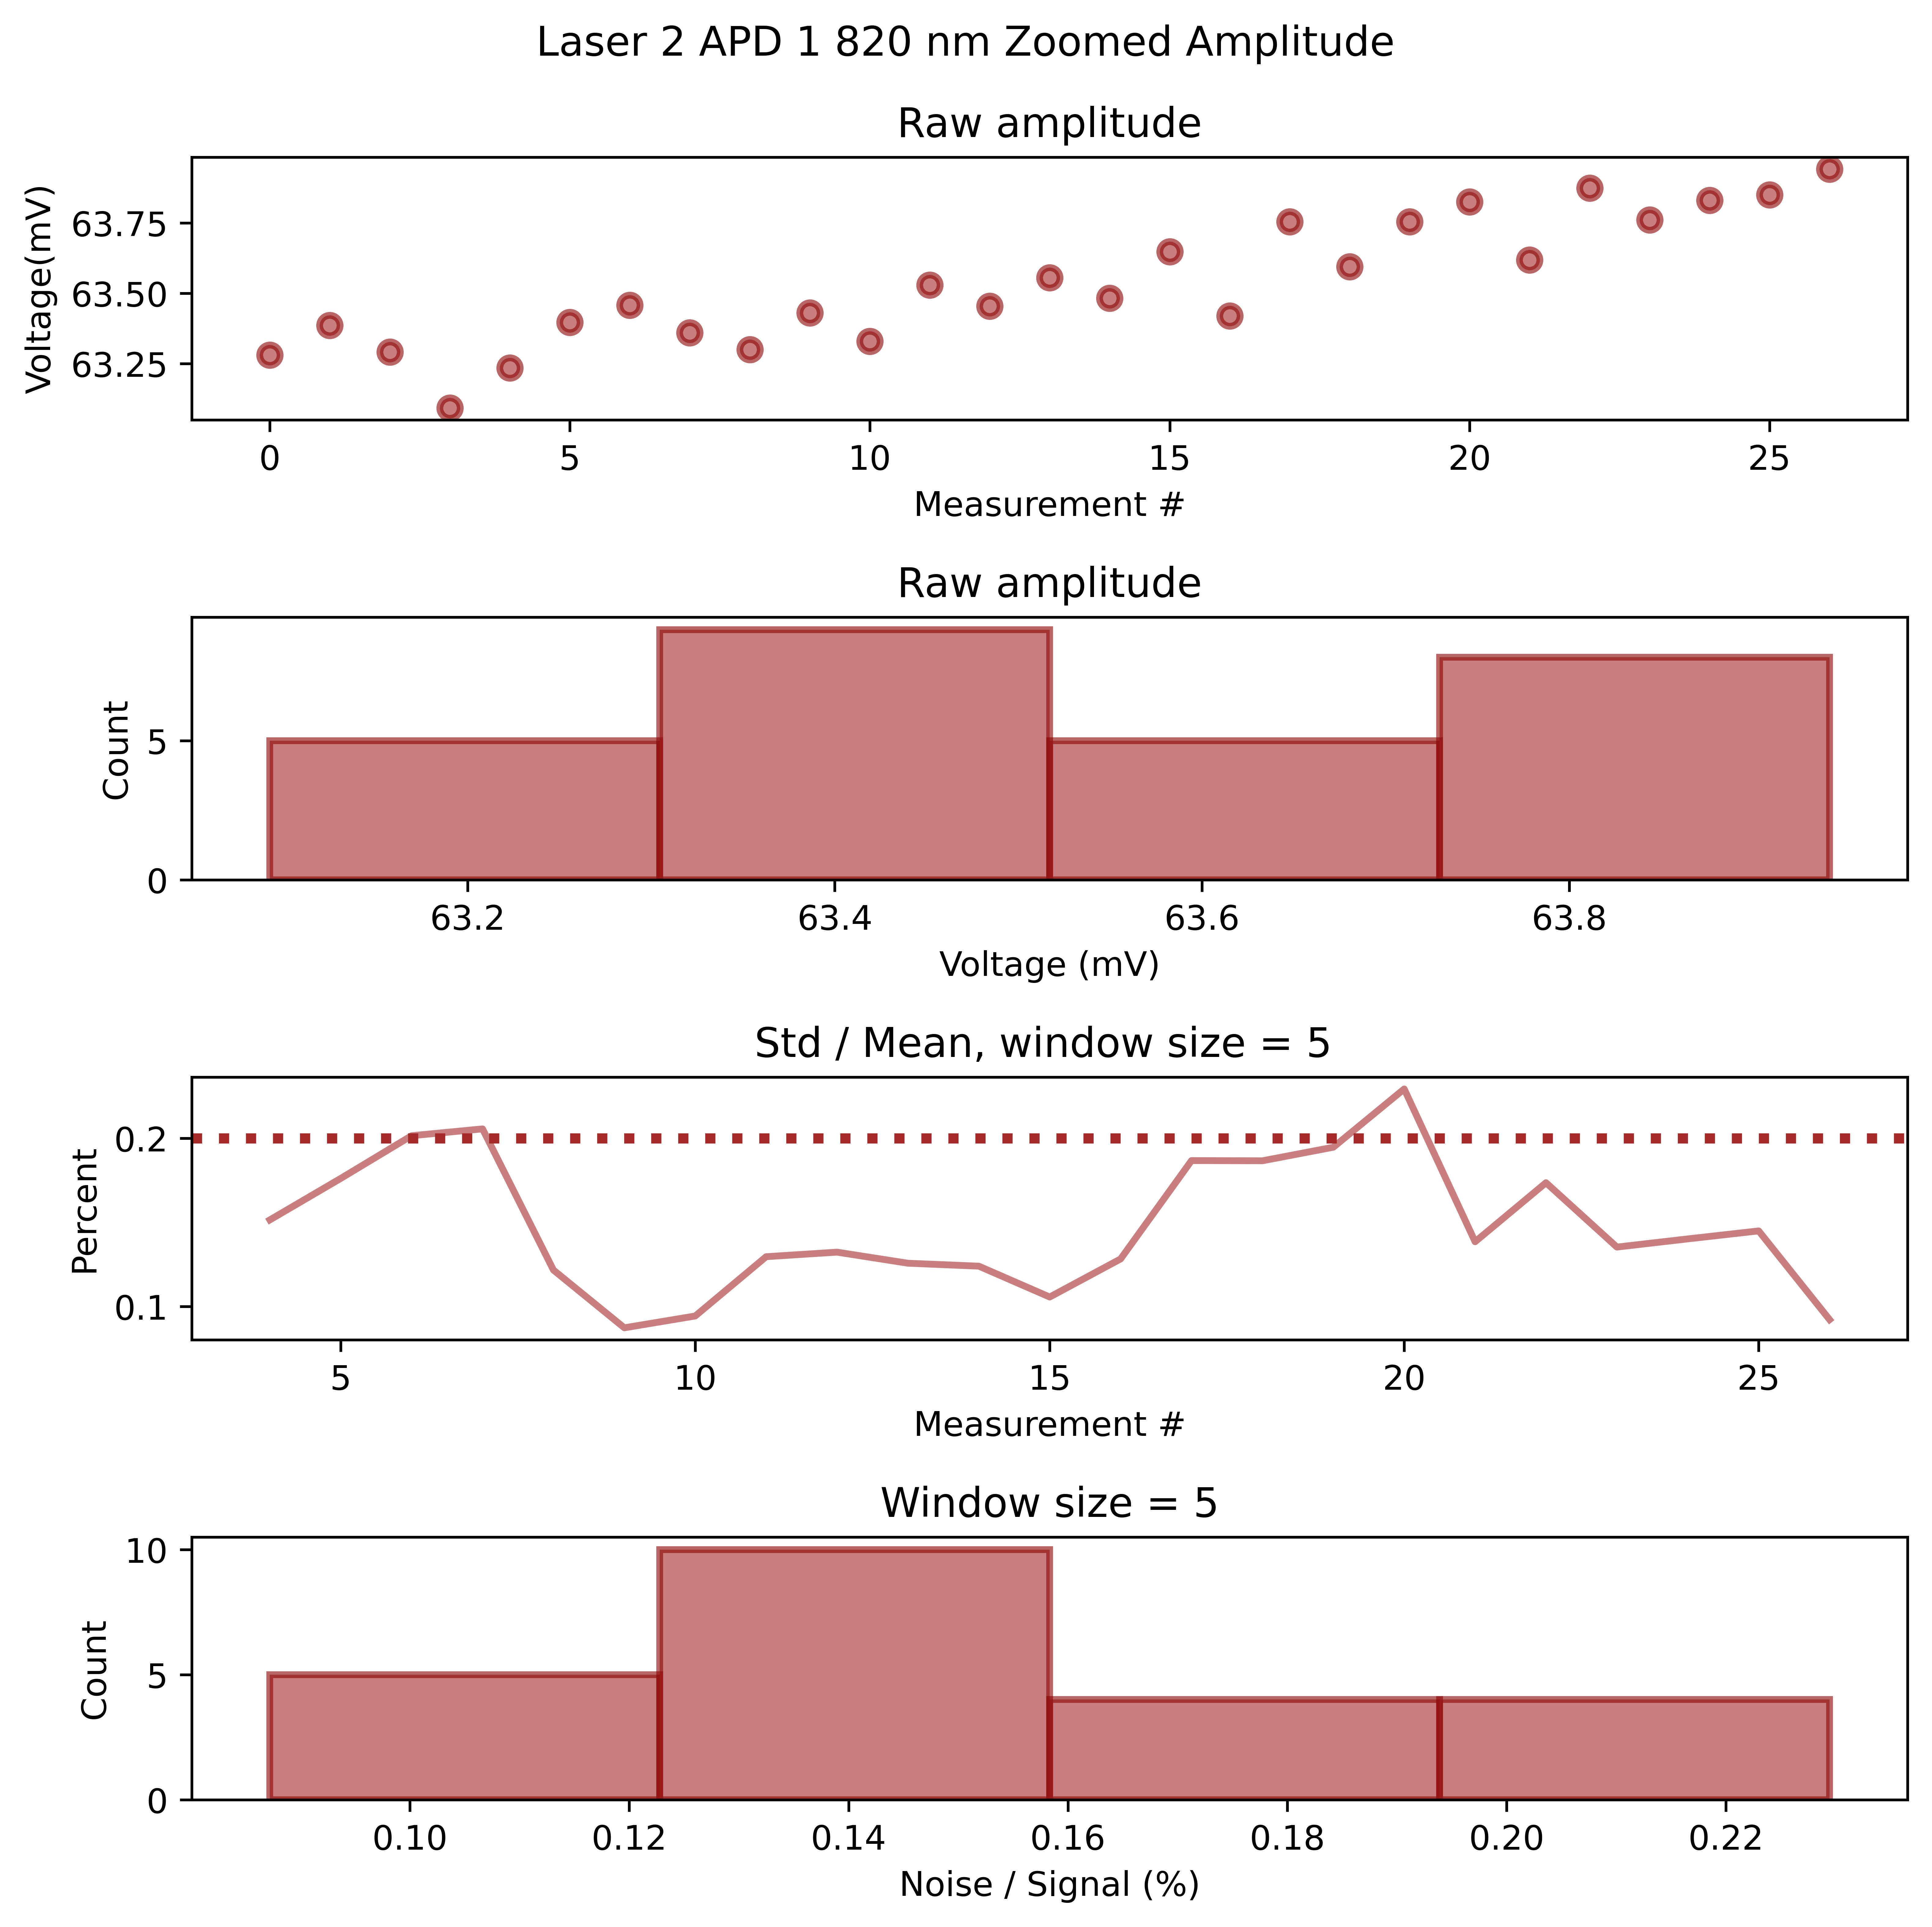 Laser 2 APD 1 820 nm Zoomed Amplitude
Raw amplitude
Voltage(mV)
63.75
63.50
63.25
0 5 10 15 20 25
Measurement #
Raw amplitude
Count
5
0
63.2 63.4 63.6 63.8
Voltage (mV)
Std / Mean, window size = 5
Percent
0.2
0.1
5 10 15 20 25
Measurement #
Window size = 5
Count
10
5
0
0.10 0.12 0.14 0.16 0.18 0.20 0.22
Noise / Signal (%)